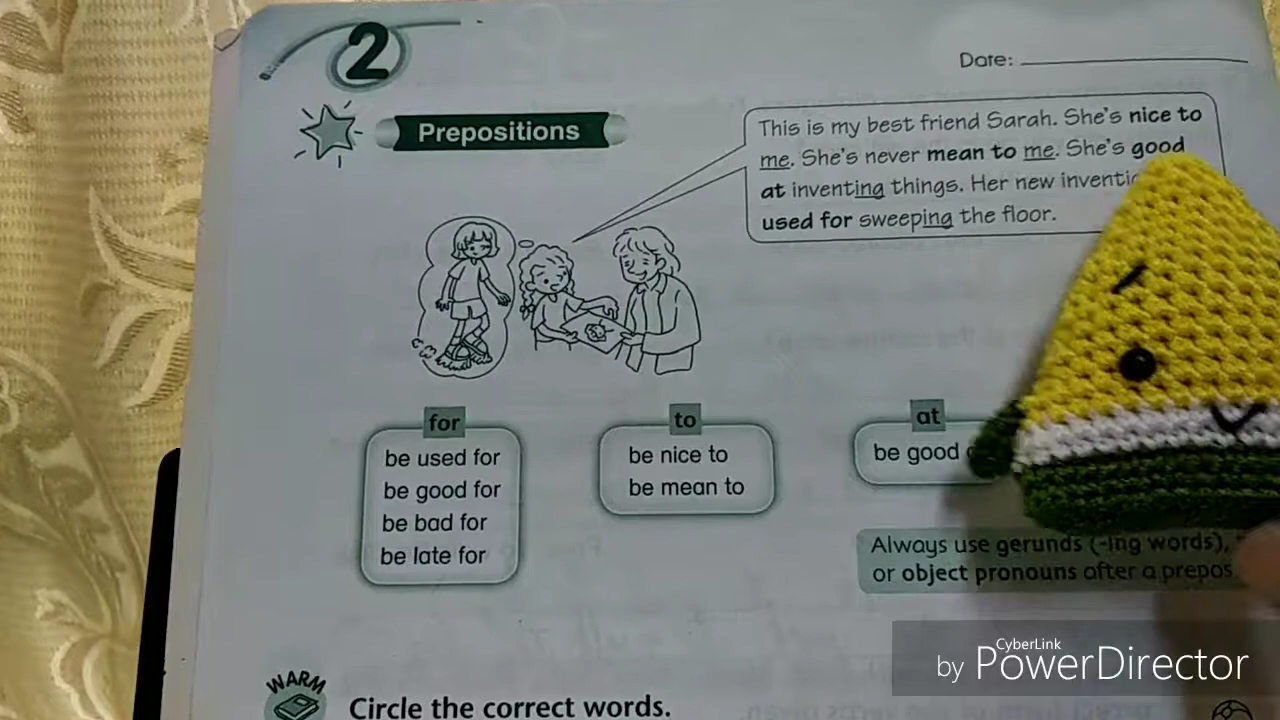 2
Date:
Prepositions
This is my best friend Sarah. She's nice to
me. She's never mean to me. She's good
at inventing things. Her new
used for sweeping the floor.
for
be used for
be good for
be bad for
be late for
to
be nice to
be mean to
at
be good
Always use gerunds (-ing words),
or object pronouns after a
WARM
Circle the correct words.
CyberLink
by PowerDirector